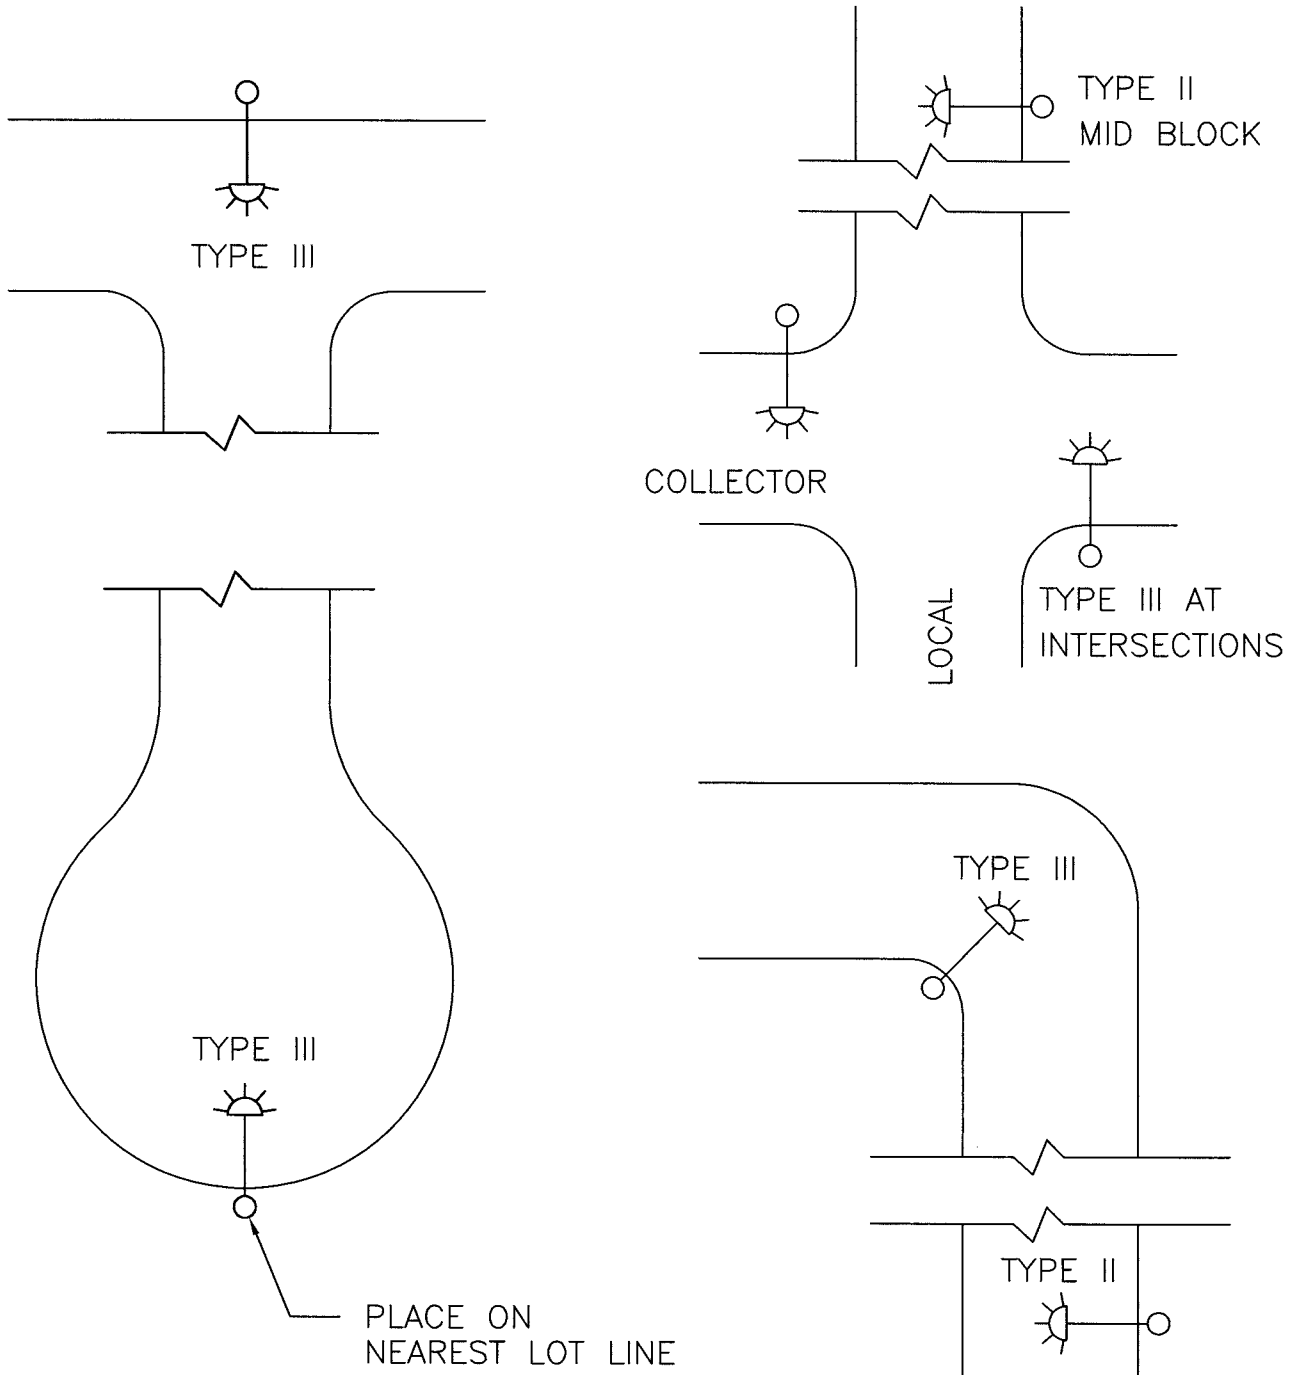 TYPE II
MID BLOCK
TYPE III
COLLECTOR
LOCAL
TYPE III AT
INTERSECTIONS
TYPE III
TYPE III
TYPE II
PLACE ON
NEAREST LOT LINE